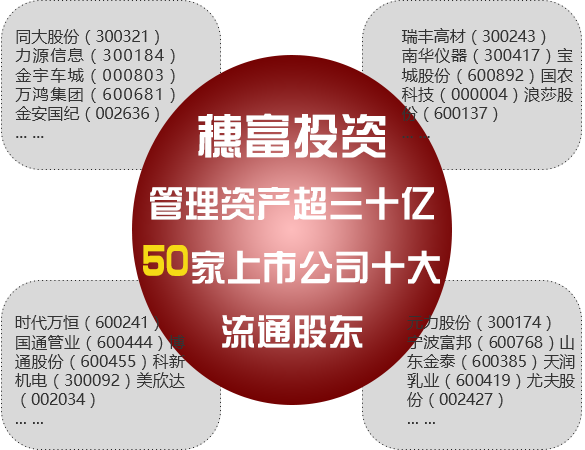 同大股份（300321）
力源信息（300184）
金宇车城（000803）
万鸿集团（600681）
金安国纪（002636）
... ...
瑞丰高材（300243）
南华仪器（300417）宝
城股份（600892）国农
科技（000004）浪莎股
份（600137）
... ...
穗富投资
管理资产超三十亿
50家上市公司十大
流通股东
时代万恒（600241）
国通管业（600444）博
通股份（600455）科新
机电（300092）美欣达
（002034）
... ...
元力股份（300174）
宁波富邦（600768）山
东金泰（600385）天润
乳业（600419）尤夫股
份（002427）
... ...